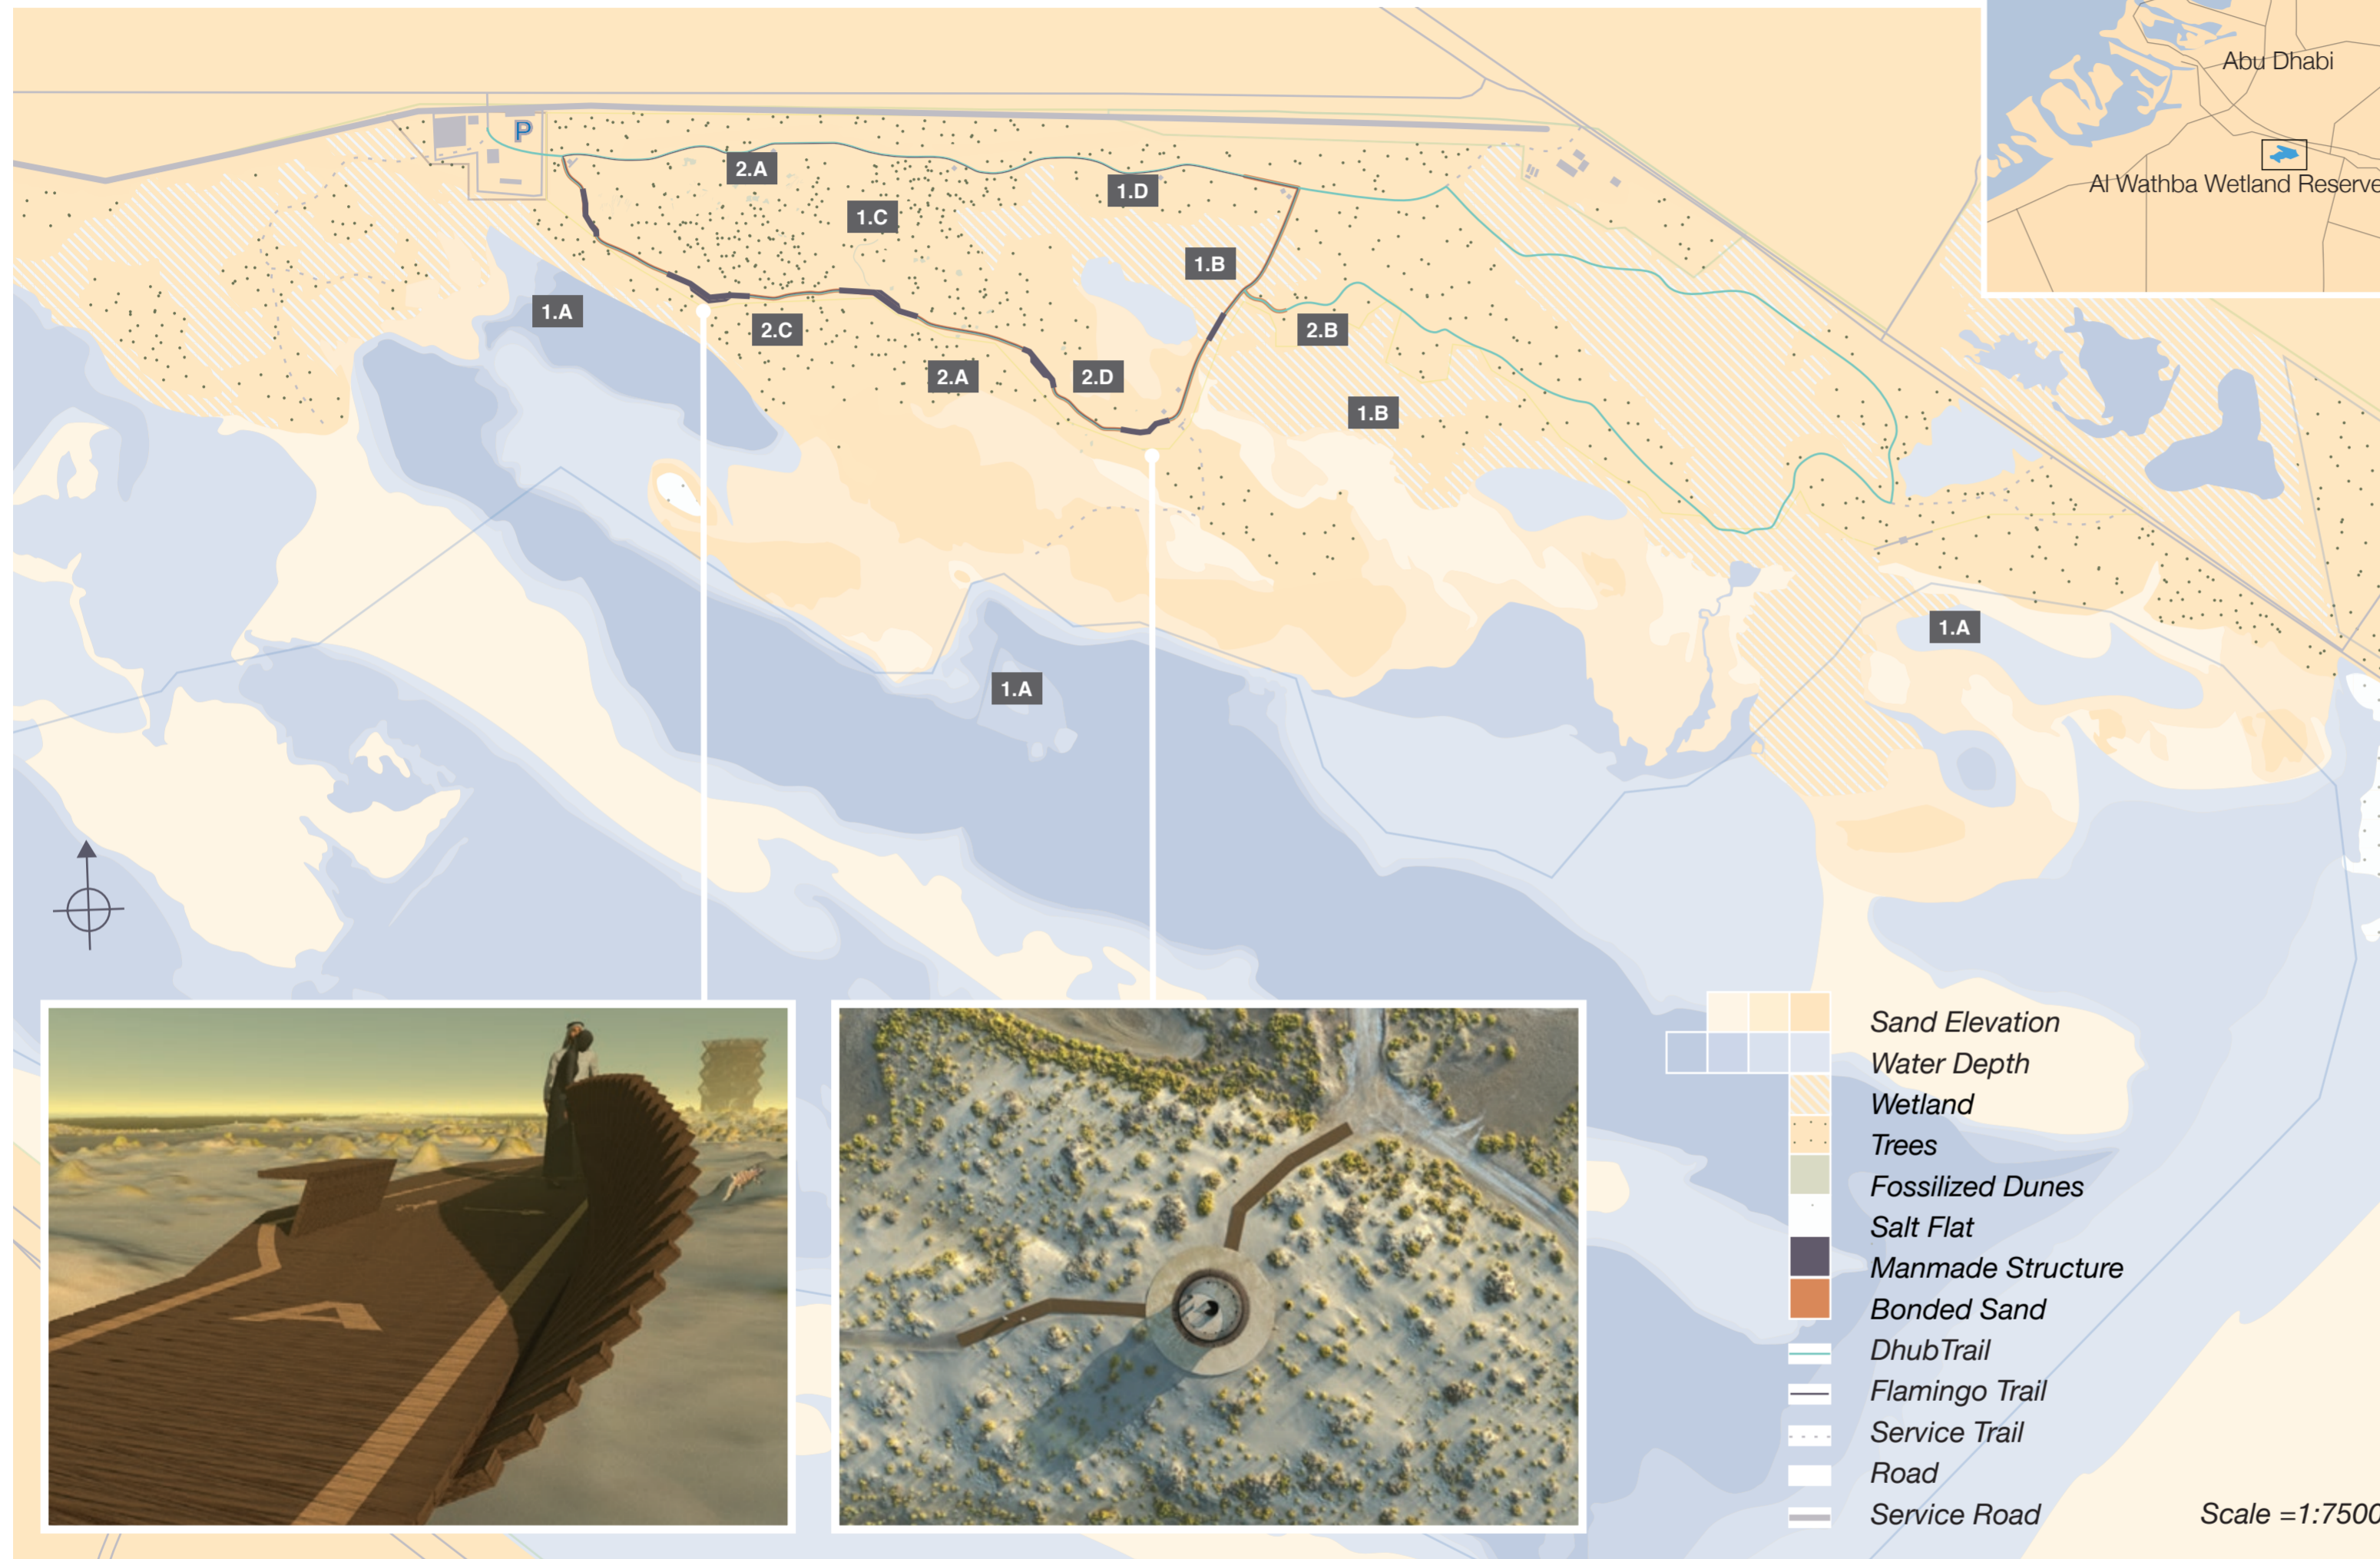 Abu Dhabi
Al Wathba Wetland Reserve
P
2.A
1.D
1.C
1.B
1.A
2.C
2.B
2.A
2.D
1.B
1.A
1.A
A
Sand Elevation
Water Depth
Wetland
Trees
Fossilized Dunes
Salt Flat
Manmade Structure
Bonded Sand
DhubTrail
Flamingo Trail
Service Trail
Road
Service Road
Scale =1:7500